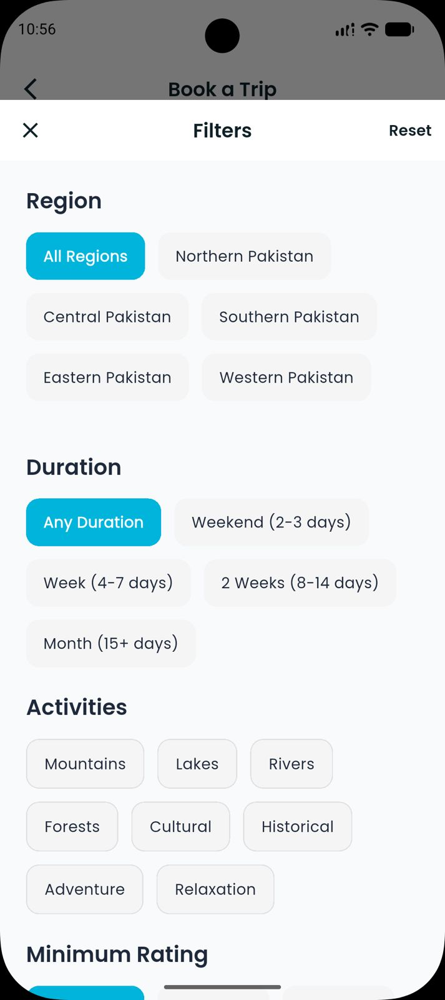 10:56
Book a Trip
Filters Reset
Region
All Regions Northern Pakistan
Central Pakistan Southern Pakistan
Eastern Pakistan Western Pakistan
Duration
Any Duration Weekend (2-3 days)
Week (4-7 days) 2 Weeks (8-14 days)
Month (15+ days)
Activities
Mountains Lakes Rivers
Forests Cultural Historical
Adventure Relaxation
Minimum Rating